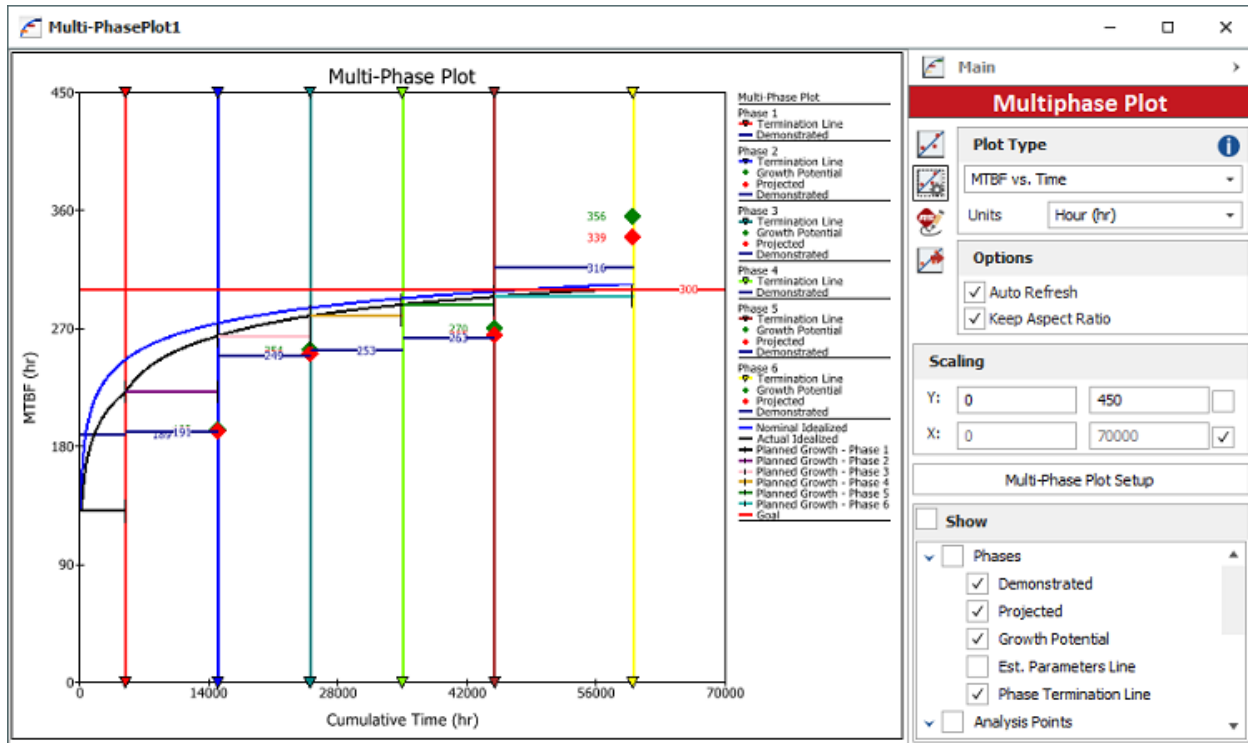 Multi-PhasePlot1
Multi-Phase Plot
450
360
270
180
90
0
MTBF (hr)
0
14000
28000
42000
56000
70000
Cumulative Time (hr)
191
249
253
270
263
356
339
316
300
Multi-Phase Plot
Phase 1
Termination Line
Demonstrated
Phase 2
Termination Line
Growth Potential
Projected
Demonstrated
Phase 3
Termination Line
Growth Potential
Projected
Demonstrated
Phase 4
Termination Line
Demonstrated
Phase 5
Termination Line
Growth Potential
Projected
Demonstrated
Phase 6
Termination Line
Growth Potential
Projected
Demonstrated
Nominal Idealized
Actual Idealized
Planned Growth - Phase 1
Planned Growth - Phase 2
Planned Growth - Phase 3
Planned Growth - Phase 4
Planned Growth - Phase 5
Planned Growth - Phase 6
Goal
Main
Multiphase Plot
Plot Type
MTBF vs. Time
Units Hour (hr)
Options
Auto Refresh
Keep Aspect Ratio
Scaling
Y: 0 450
X: 0 70000
Multi-Phase Plot Setup
Show
Phases
Demonstrated
Projected
Growth Potential
Est. Parameters Line
Phase Termination Line
Analysis Points